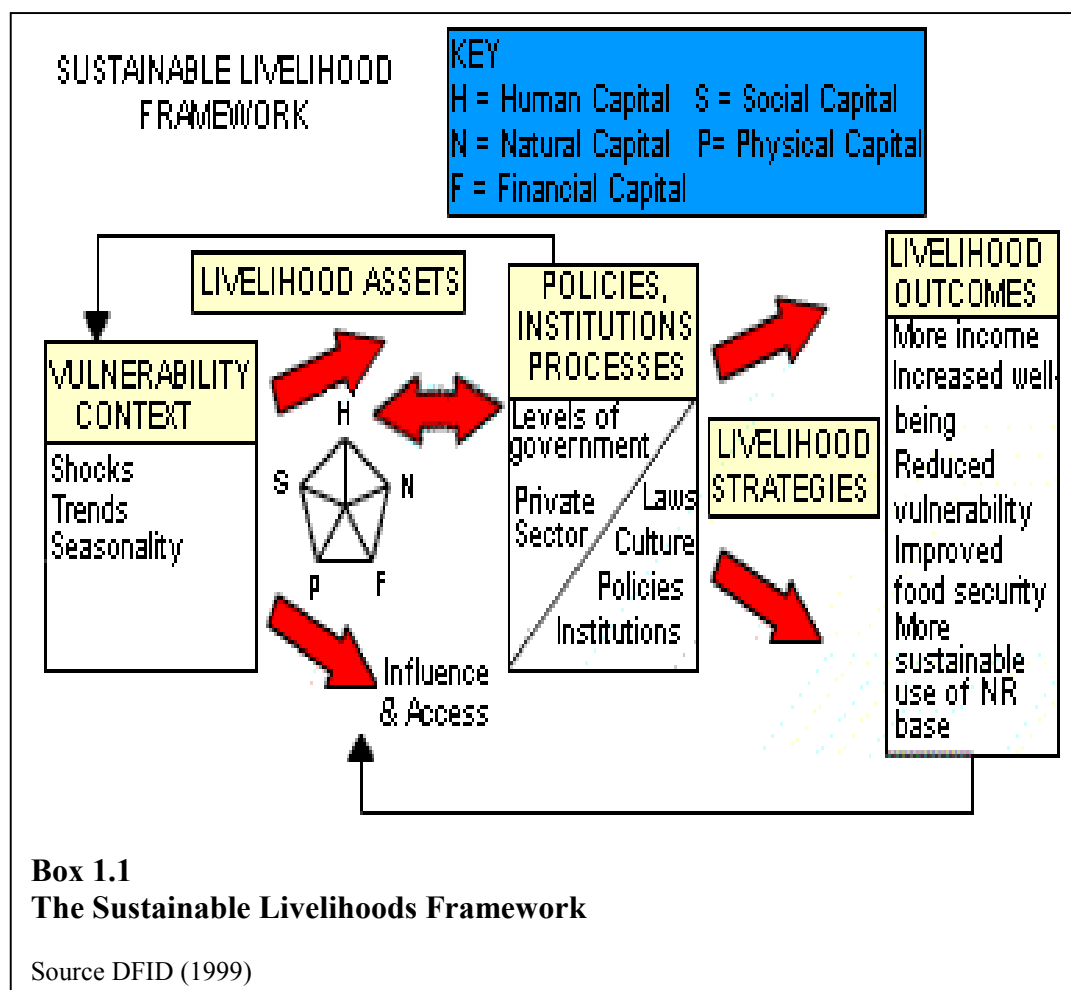 SUSTAINABLE LIVELIHOOD
FRAMEWORK
KEY
H = Human Capital S = Social Capital
N = Natural Capital P= Physical Capital
F = Financial Capital
LIVELIHOOD ASSETS
VULNERABILITY
CONTEXT
Shocks
Trends
Seasonality
H
S
N
P
F
Influence
& Access
POLICIES,
INSTITUTIONS
PROCESSES
Levels of
government
Private
Sector
Laws
Culture
Policies
Institutions
LIVELIHOOD
STRATEGIES
LIVELIHOOD
OUTCOMES
More income
Increased well-
being
Reduced
vulnerability
Improved
food security
More
sustainable
use of NR
base
Box 1.1
The Sustainable Livelihoods Framework
Source DFID (1999)